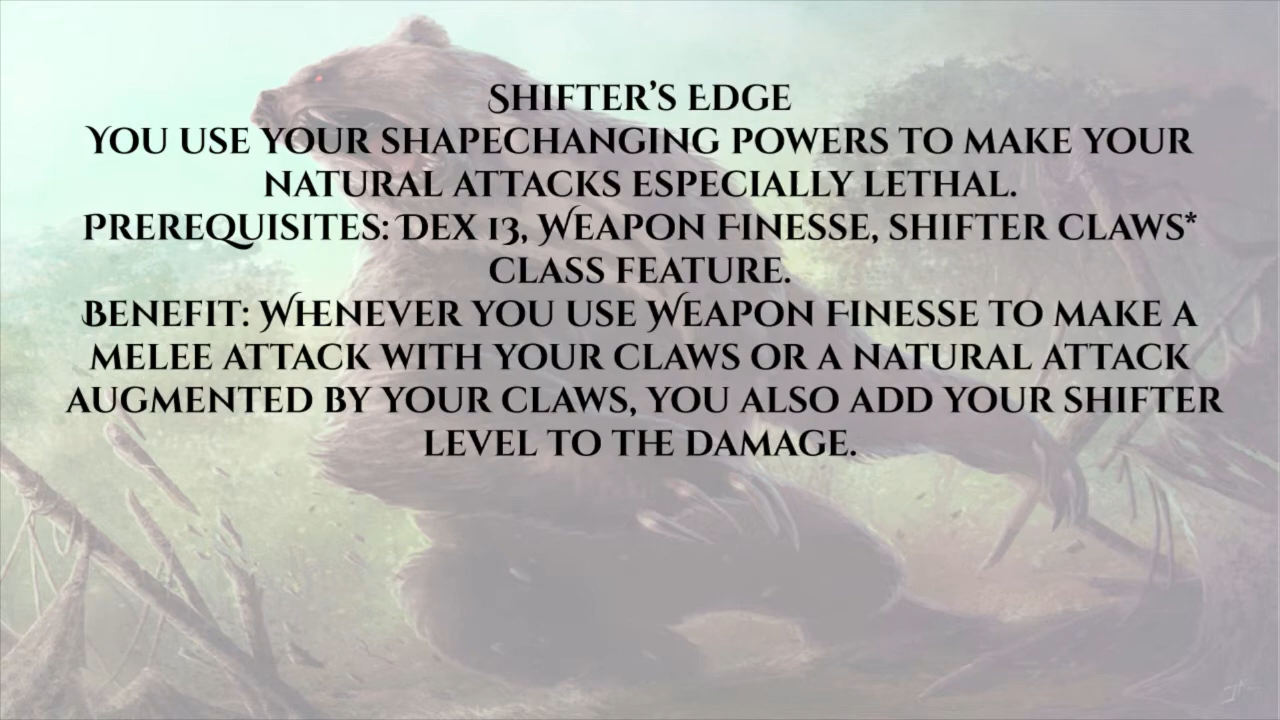 Shifter's Edge
You use your shapechanging powers to make your
natural attacks especially lethal.
Prerequisites: Dex 13, Weapon Finesse, shifter claws*
class feature.
Benefit: Whenever you use Weapon Finesse to make a
melee attack with your claws or a natural attack
augmented by your claws, you also add your shifter
level to the damage.